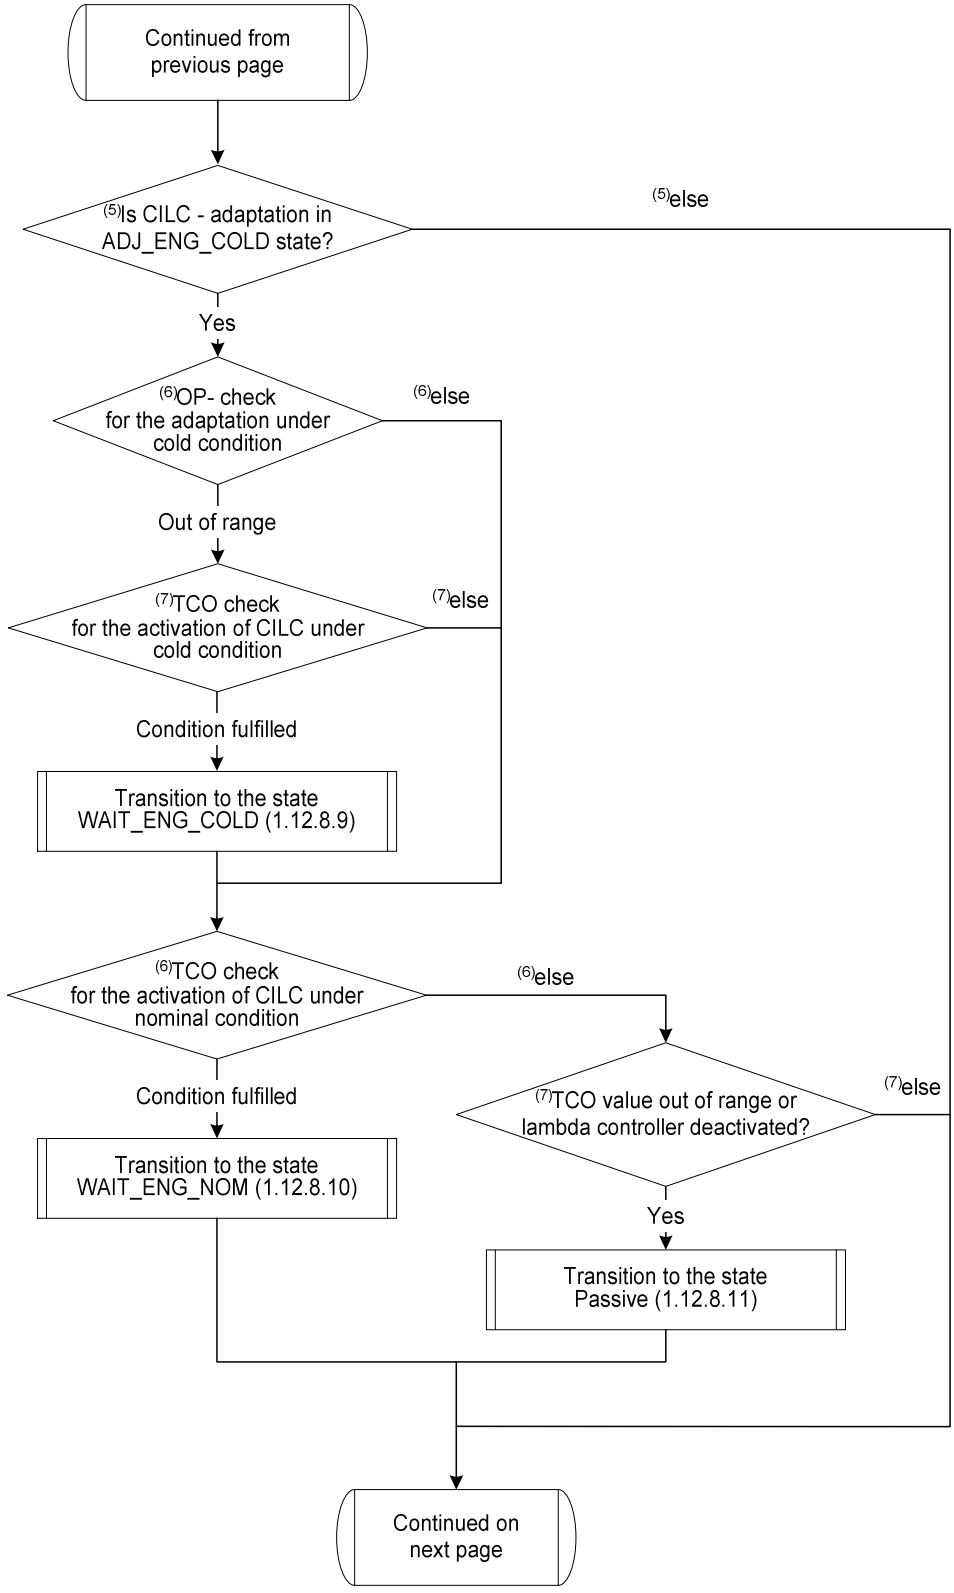 Continued from
previous page
(5)Is CILC - adaptation in
ADJ_ENG_COLD state?
(5)else
Yes
(6)OP- check
for the adaptation under
cold condition
(6)else
Out of range
(7)TCO check
for the activation of CILC under
cold condition
(7)else
Condition fulfilled
Transition to the state
WAIT_ENG_COLD (1.12.8.9)
(6)TCO check
for the activation of CILC under
nominal condition
(6)else
Condition fulfilled
(7)TCO value out of range or
lambda controller deactivated?
(7)else
Transition to the state
WAIT_ENG_NOM (1.12.8.10)
Yes
Transition to the state
Passive (1.12.8.11)
Continued on
next page